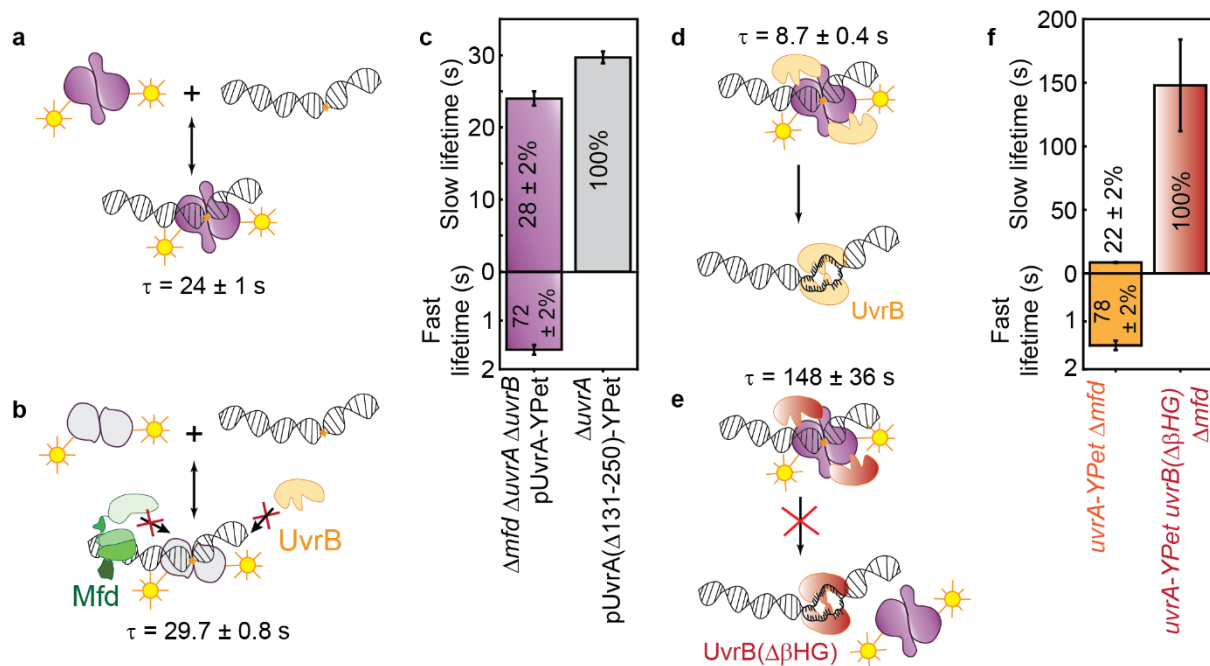 a
+
τ = 24 ± 1 s
b
+
UvrB
Mfd
τ = 29.7 ± 0.8 s
c
Slow lifetime (s)
Fast
lifetime (s)
30
20
10
0
1
2
28 ± 2%
72
± 2%
100%
Δmfd ΔuvrA ΔuvrB
pUvrA-YPet
ΔuvrA
pUvrA(Δ131-250)-YPet
d
τ = 8.7 ± 0.4 s
UvrB
e
τ = 148 ± 36 s
UvrB(ΔβHG)
f
Slow lifetime (s)
Fast
lifetime (s)
200
150
100
50
0
1
2
22 ± 2%
78
± 2%
100%
uvrA-YPet Δmfd
uvrA-YPet uvrB(ΔβHG)
Δmfd